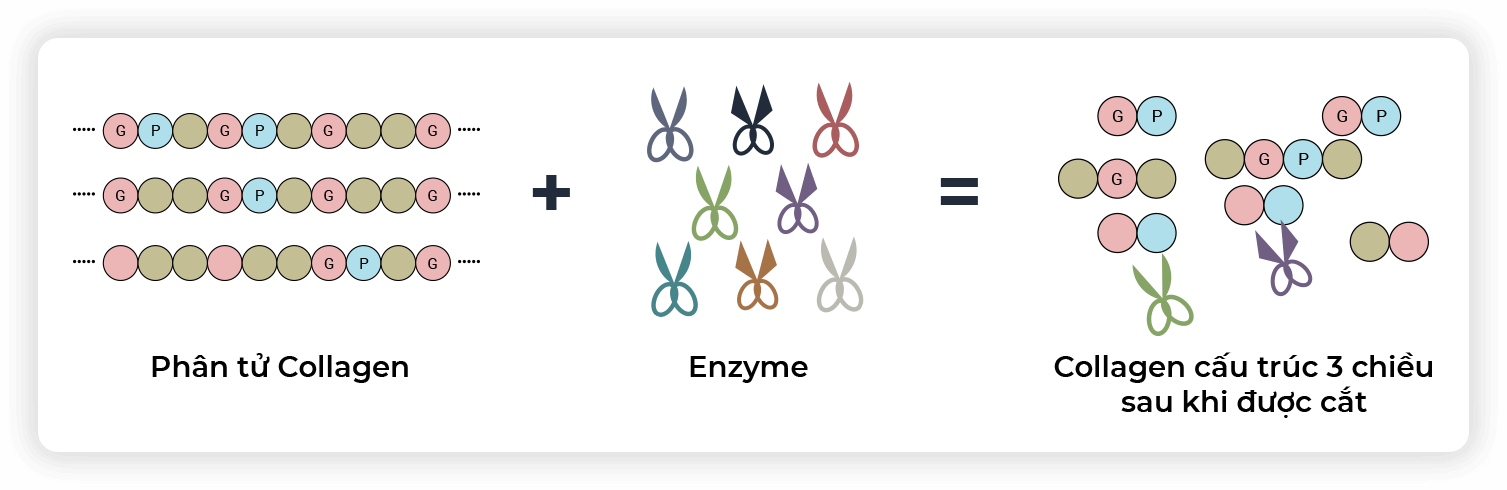 G P G P G G
G G P G G
G P G
+
=
G P
G P
G P
G
Phân tử Collagen
Enzyme
Collagen cấu trúc 3 chiều
sau khi được cắt